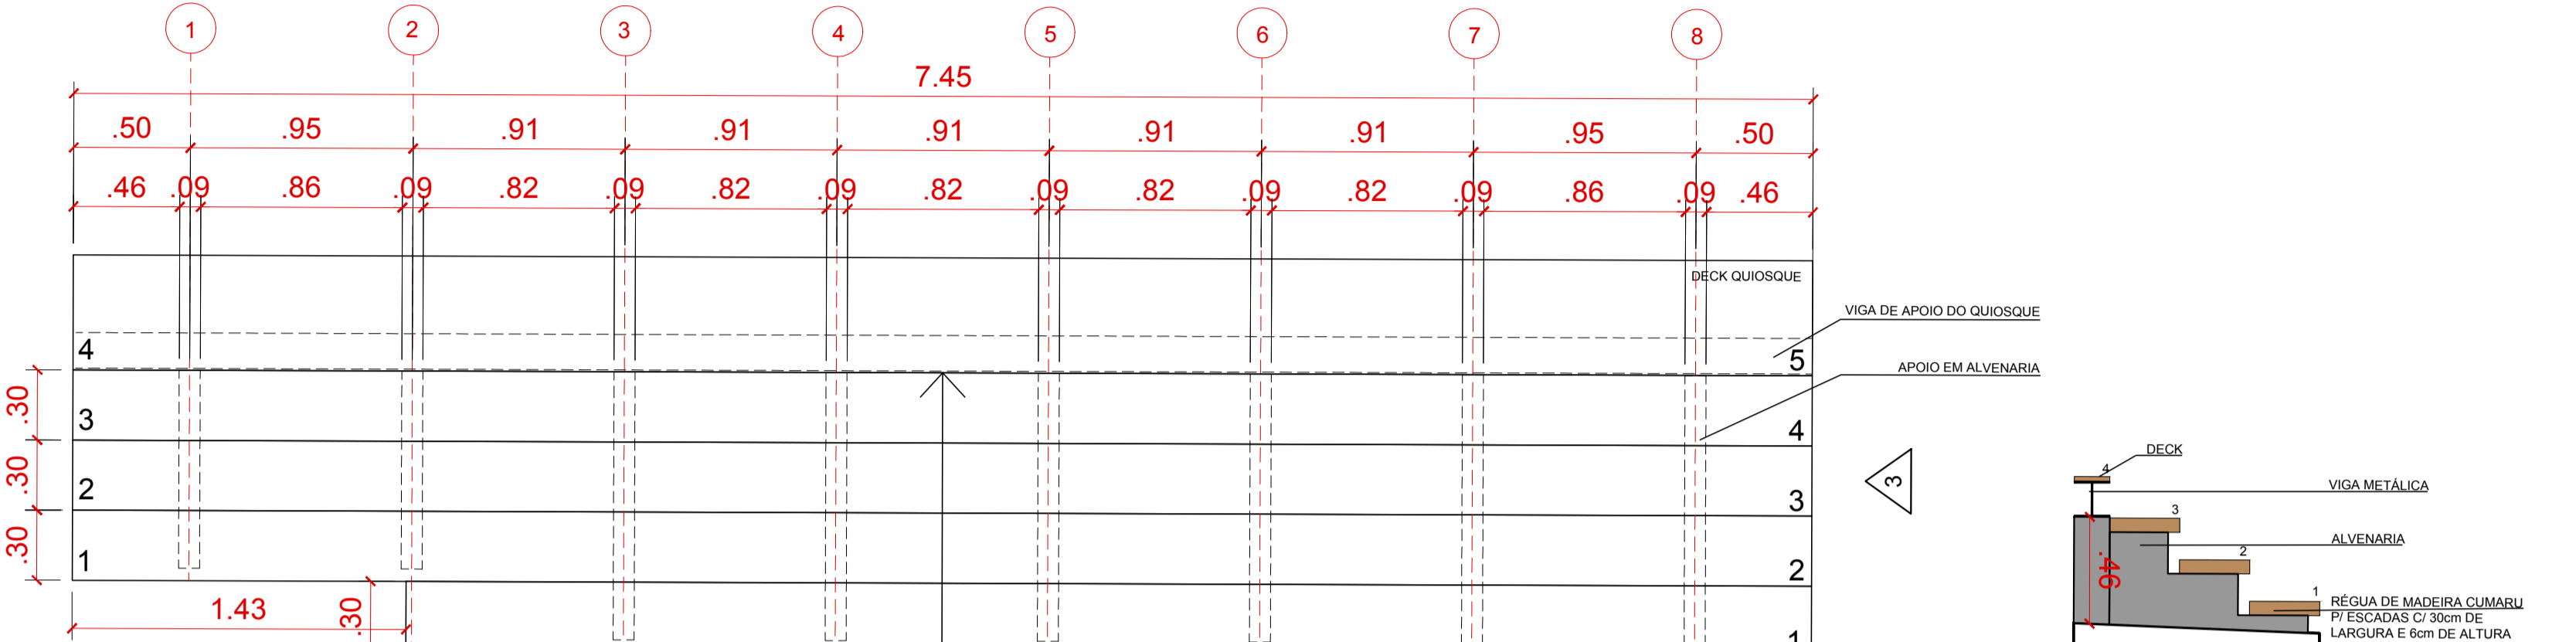 1 2 3 4 5 6 7 8
7.45
.50 .95 .91 .91 .91 .91 .91 .95 .50
.46 .09 .86 .09 .82 .09 .82 .09 .82 .09 .82 .09 .82 .09 .86 .09 .46
DECK QUIOSQUE
VIGA DE APOIO DO QUIOSQUE
4 5
APOIO EM ALVENARIA
.30 3 4
.30 2 3
.30 1 2
3
1.43 .30 1
DECK
4
VIGA METÁLICA
3
ALVENARIA
2
.46
1
RÉGUA DE MADEIRA CUMARU
P/ ESCADAS C/ 30cm DE
LARGURA E 6cm DE ALTURA